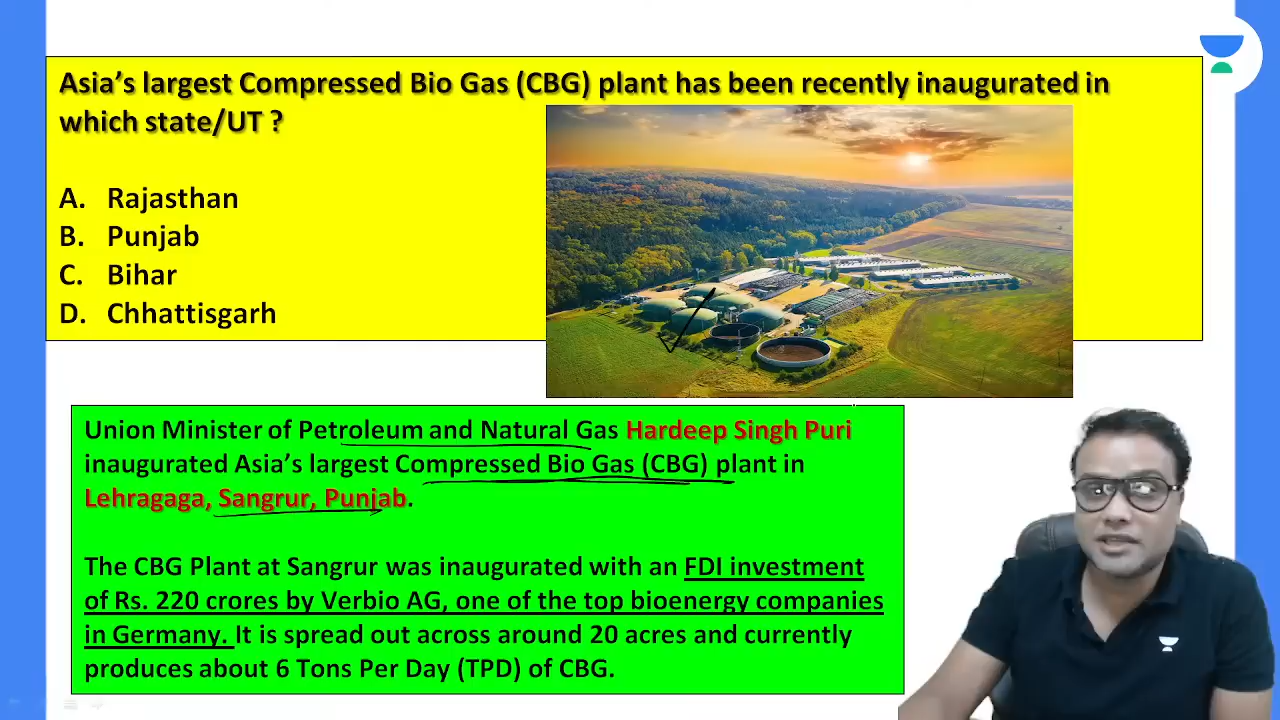 Asia’s largest Compressed Bio Gas (CBG) plant has been recently inaugurated in
which state/UT ?
A. Rajasthan
B. Punjab
C. Bihar
D. Chhattisgarh
Union Minister of Petroleum and Natural Gas Hardeep Singh Puri
inaugurated Asia’s largest Compressed Bio Gas (CBG) plant in
Lehragaga, Sangrur, Punjab.
The CBG Plant at Sangrur was inaugurated with an FDI investment
of Rs. 220 crores by Verbio AG, one of the top bioenergy companies
in Germany. It is spread out across around 20 acres and currently
produces about 6 Tons Per Day (TPD) of CBG.